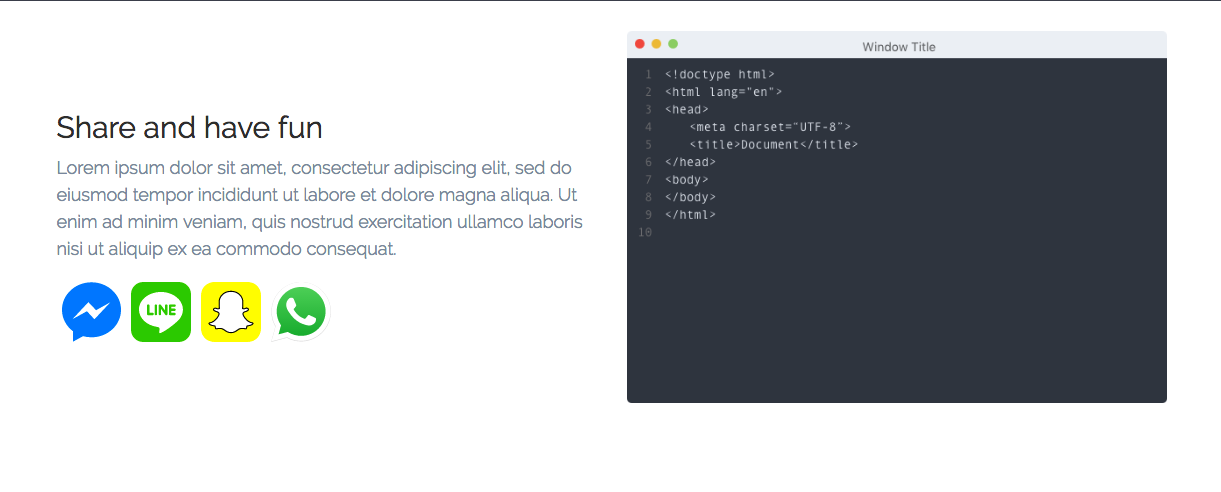 Share and have fun
Lorem ipsum dolor sit amet, consectetur adipiscing elit, sed do
eiusmod tempor incididunt ut labore et dolore magna aliqua. Ut
enim ad minim veniam, quis nostrud exercitation ullamco laboris
nisi ut aliquip ex ea commodo consequat.
LINE
Window Title
1 <!doctype html>
2 <html lang="en">
3 <head>
4 <meta charset="UTF-8">
5 <title>Document</title>
6 </head>
7 <body>
8 </body>
9 </html>
10